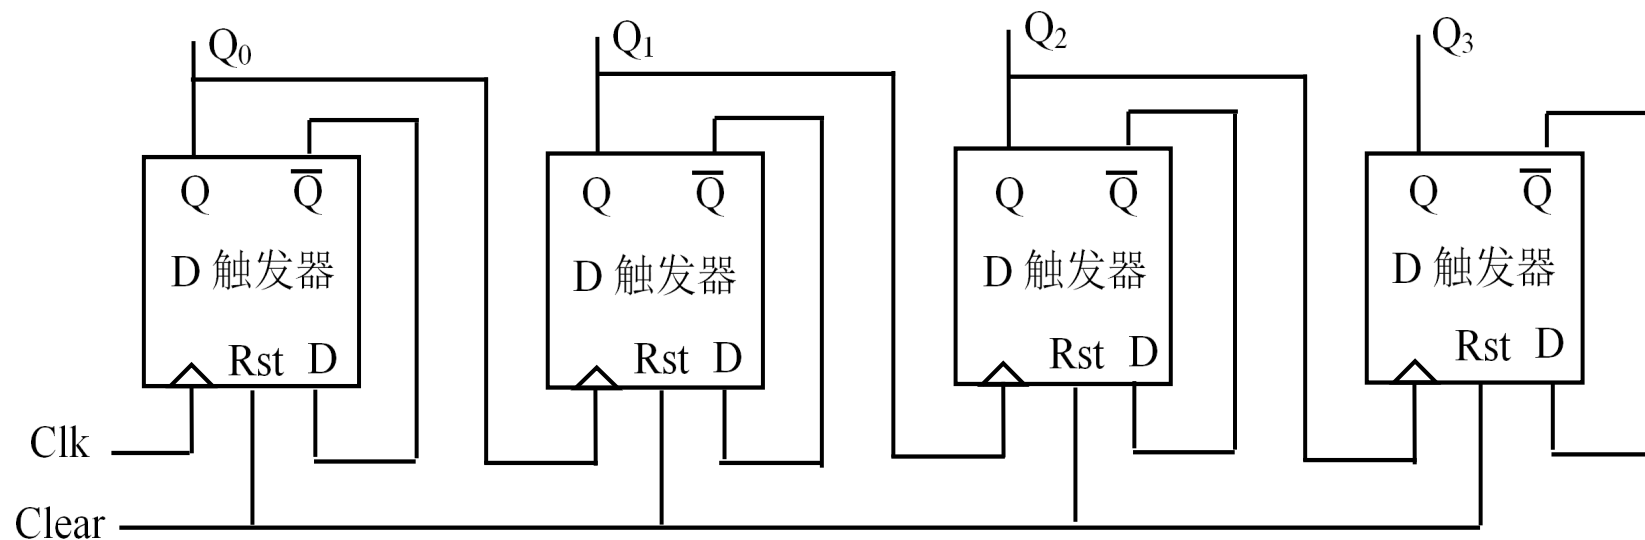 Q₀ Q₁ Q₂ Q₃
Q Q̅ Q Q̅ Q Q̅ Q Q̅
D 触发器 D 触发器 D 触发器 D 触发器
Rst D Rst D Rst D Rst D
Clk
Clear